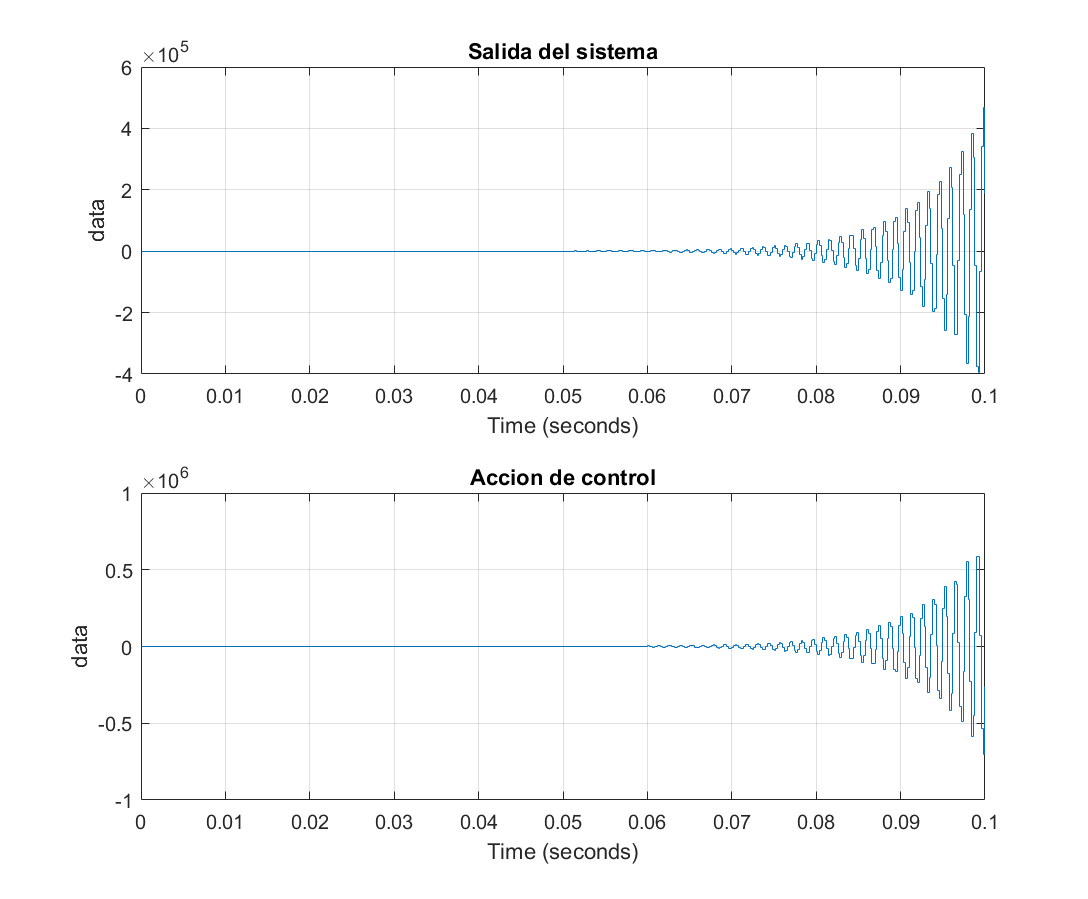 Salida del sistema
×10^5
6
4
2
0
-2
-4
data
0 0.01 0.02 0.03 0.04 0.05 0.06 0.07 0.08 0.09 0.1
Time (seconds)
Accion de control
×10^6
1
0.5
0
-0.5
-1
data
0 0.01 0.02 0.03 0.04 0.05 0.06 0.07 0.08 0.09 0.1
Time (seconds)